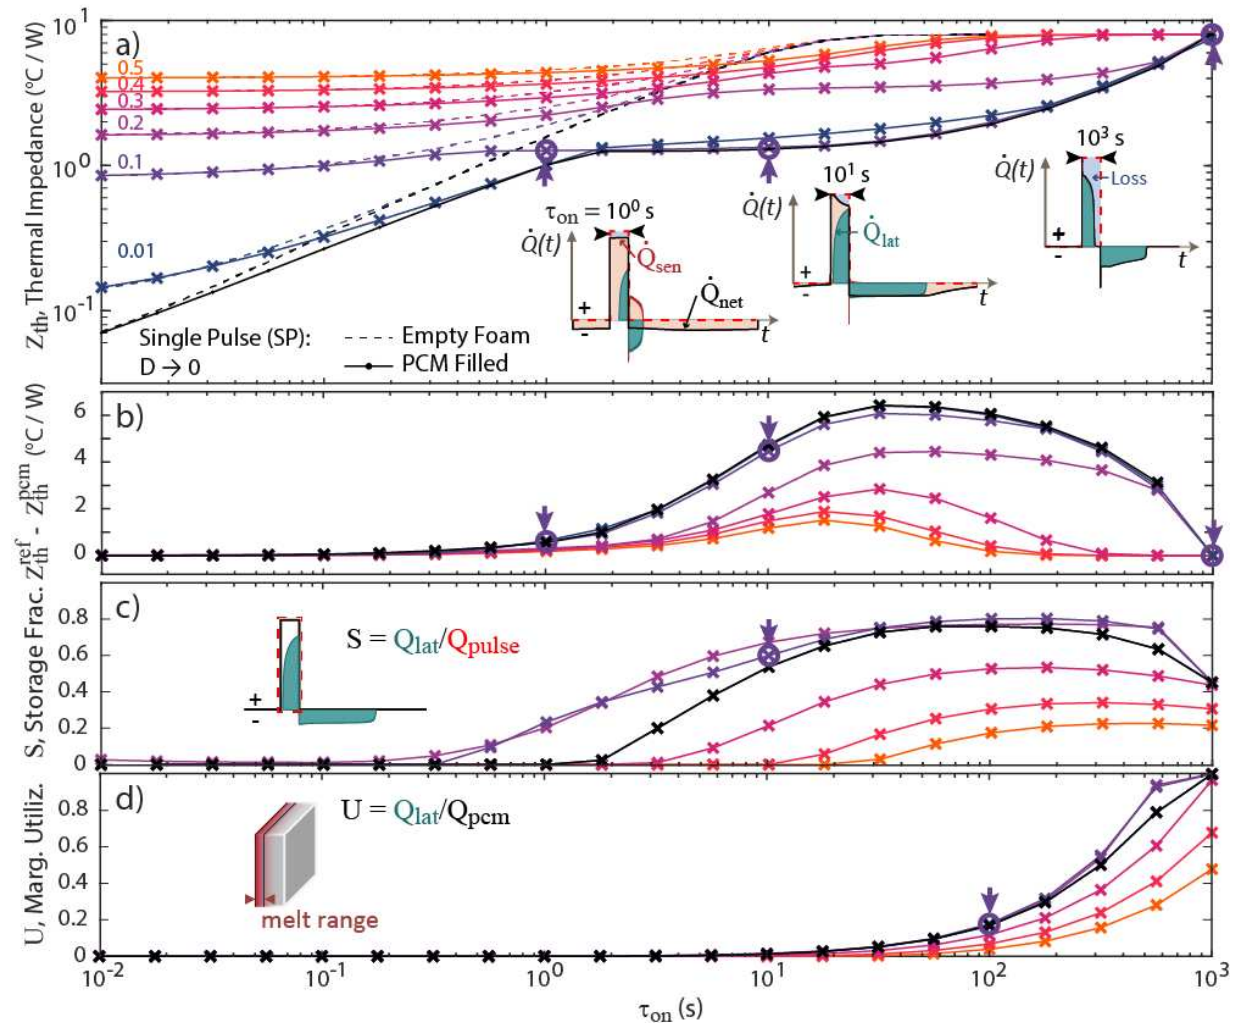 a)
Z_th, Thermal Impedance (°C / W)
10^1
10^0
10^-1
0.5
0.4
0.3
0.2
0.1
0.01
Single Pulse (SP):
D → 0
Empty Foam
PCM Filled
τ_on = 10^0 s
Q̇(t)
Q̇_sen
Q̇_net
+
-
t
10^1 s
Q̇(t)
Q̇_lat
+
-
t
10^3 s
Q̇(t)
Loss
+
-
t
b)
Z_th^ref - Z_th^pcm (°C / W)
6
4
2
0
c)
S, Storage Frac.
0.8
0.6
0.4
0.2
0
S = Q_lat/Q_pulse
+
-
d)
U, Marg. Utiliz.
0.8
0.6
0.4
0.2
0
U = Q_lat/Q_pcm
melt range
10^-2
10^-1
10^0
10^1
10^2
10^3
τ_on (s)